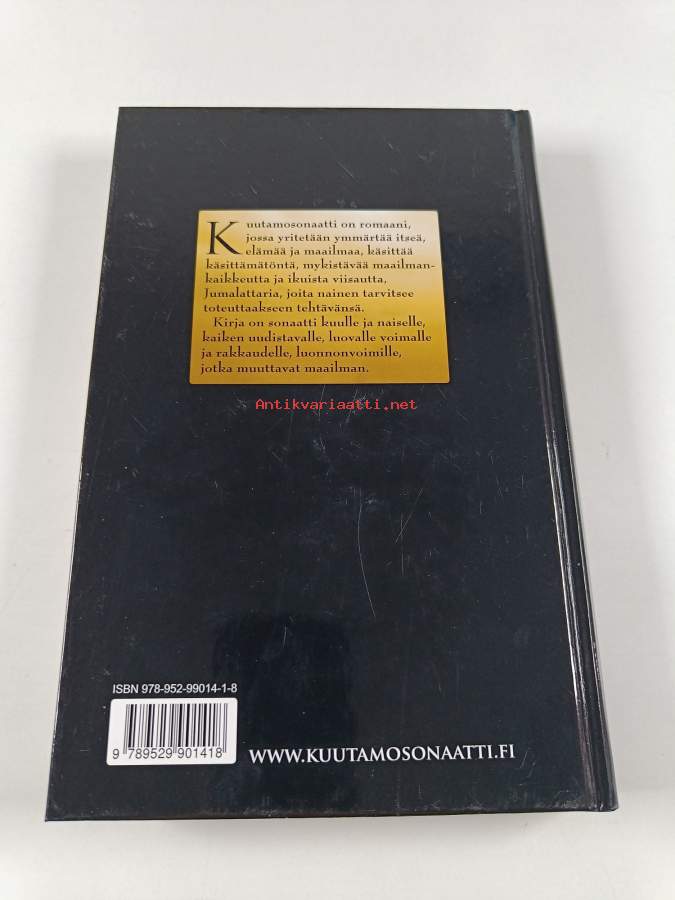 Kuutamosonaatti on romaani,
jossa yritetään ymmärtää itseä,
elämää ja maailmaa, käsittää
käsittämätöntä, mykistävää maailman-
kaikkeutta ja ikuista viisautta,
Jumalattaria, joita nainen tarvitsee
toteuttaakseen tehtävänsä.
Kirja on sonaatti kuulle ja naiselle,
kaiken uudistavalle, luovalle voimalle
ja rakkaudelle, luonnonvoimille,
jotka muuttavat maailman.
Antikvariaatti.net
ISBN 978-952-99014-1-8
9 789529 901418
WWW.KUUTAMOSONAATTI.FI